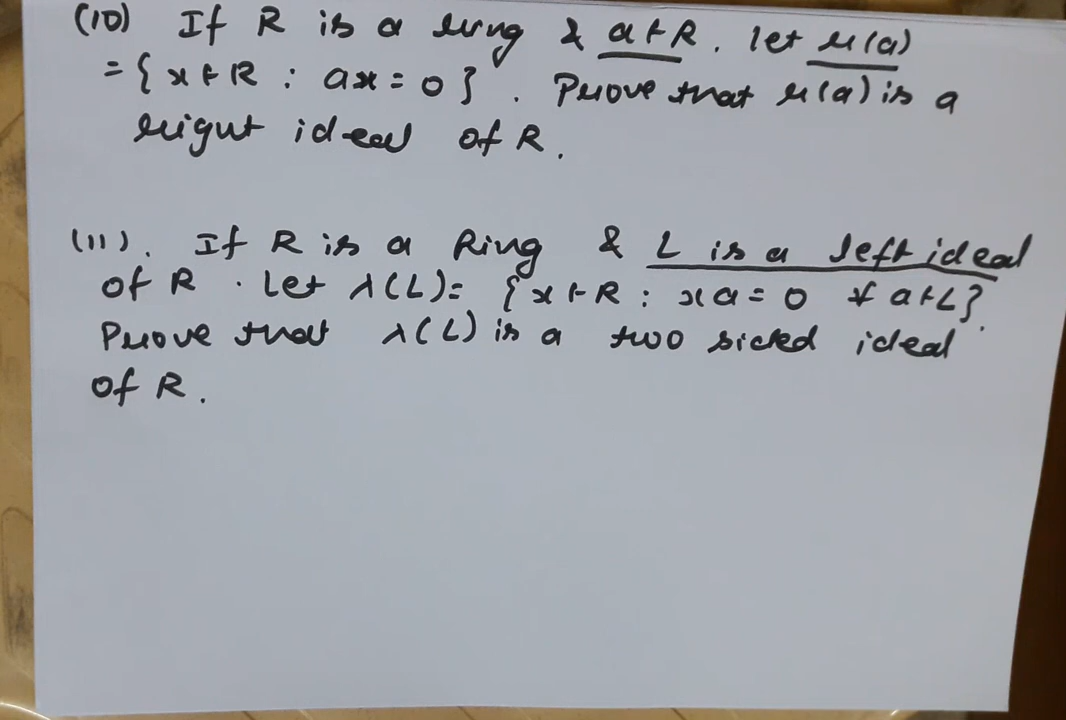 (10) If R is a ring & a ∈ R. let r(a)
= { x ∈ R : ax = 0 }. Prove that r(a) is a
right ideal of R.
(11). If R is a Ring & L is a left ideal
of R. Let λ(L) = {x ∈ R : xa = 0 ∀ a ∈ L}.
Prove that λ(L) is a two sided ideal
of R.